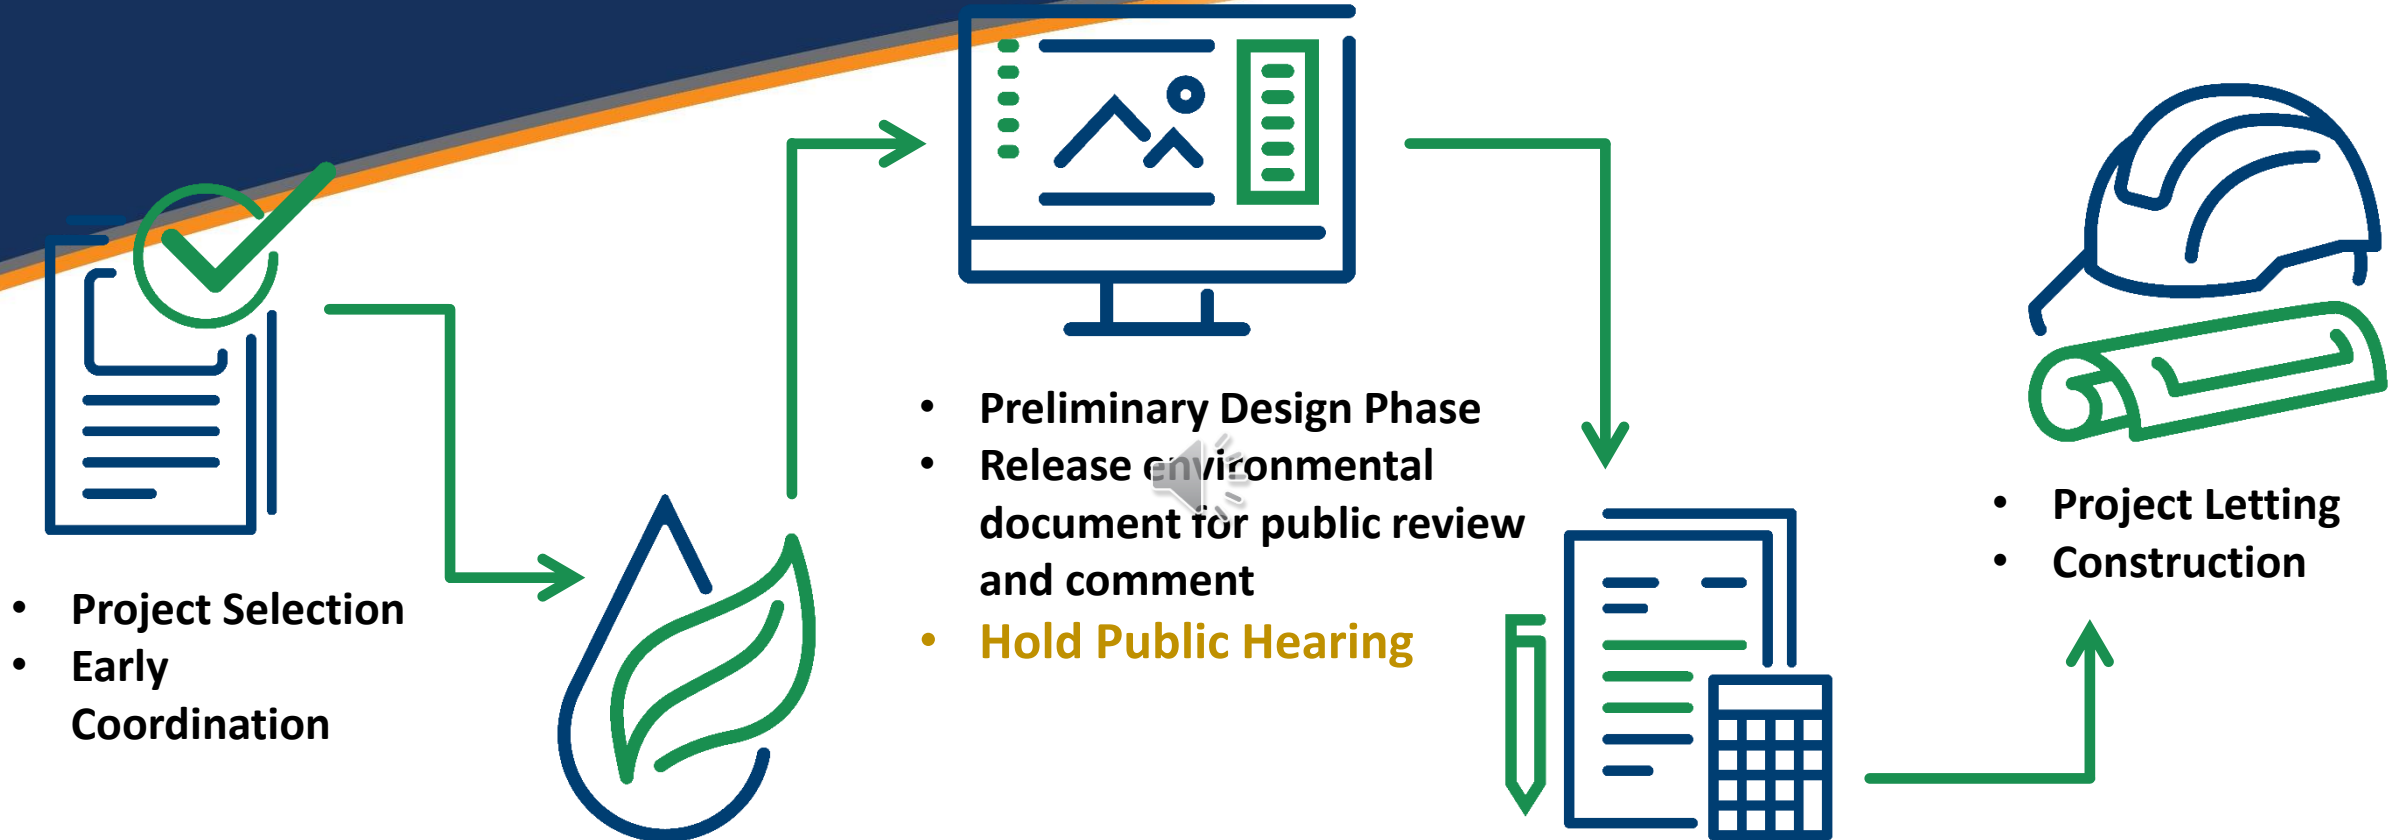 • Project Selection
• Early
Coordination
• Preliminary Design Phase
• Release environmental
document for public review
and comment
• Hold Public Hearing
• Project Letting
• Construction